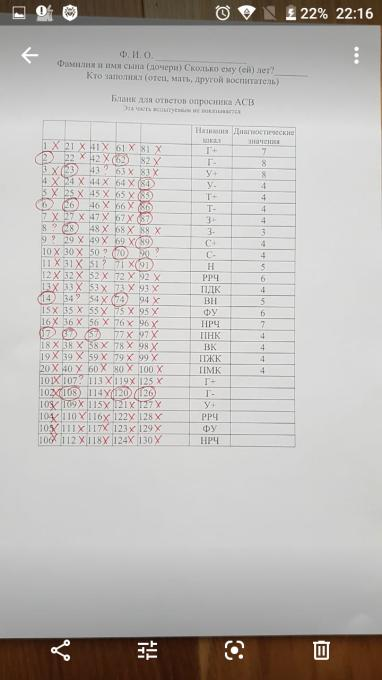 22% 22:16
Ф. И. О.
Фамилия и имя сына (дочери) Сколько ему (ей) лет?
Кто заполнял (отец, мать, другой воспитатель)
Бланк для ответов опросника АСВ
Эта часть испытуемым не показывается
Названия шкал Диагностические значения
1 X 21 X 41 X 61 X 81 X Г+ 7
2 22 X 42 X 62 82 X Г- 8
3 X 23 43 ? 63 X 83 X У+ 8
4 X 24 X 44 X 64 X 84 У- 4
5 X 25 X 45 X 65 X 85 Т+ 4
6 26 46 X 66 X 86 Т- 4
7 X 27 X 47 X 67 X 87 З+ 4
8 ? 28 48 X 68 X 88 X З- 3
9 ? 29 X 49 X 69 X 89 С+ 4
10 X 30 X 50 ? 70 90 ? С- 4
11 X 31 X 51 ? 71 X 91 Н 5
12 X 32 X 52 X 72 X 92 X РРЧ 6
13 X 33 X 53 X 73 X 93 X ПДК 4
14 34 ? 54 X 74 94 X ВН 5
15 X 35 X 55 X 75 X 95 X ФУ 6
16 X 36 X 56 X 76 X 96 X НРЧ 7
17 37 57 77 X 97 X ПНК 4
18 X 38 X 58 X 78 X 98 X ВК 4
19 X 39 X 59 X 79 X 99 X ПЖК 4
20 X 40 X 60 X 80 X 100 X ПМК 4
101 X 107 ? 113 X 119 X 125 X Г+
102 X 108 114 X 120 126 Г-
103 X 109 X 115 X 121 X 127 X У+
104 X 110 X 116 X 122 X 128 X РРЧ
105 X 111 X 117 X 123 X 129 X ФУ
106 X 112 X 118 X 124 X 130 X НРЧ